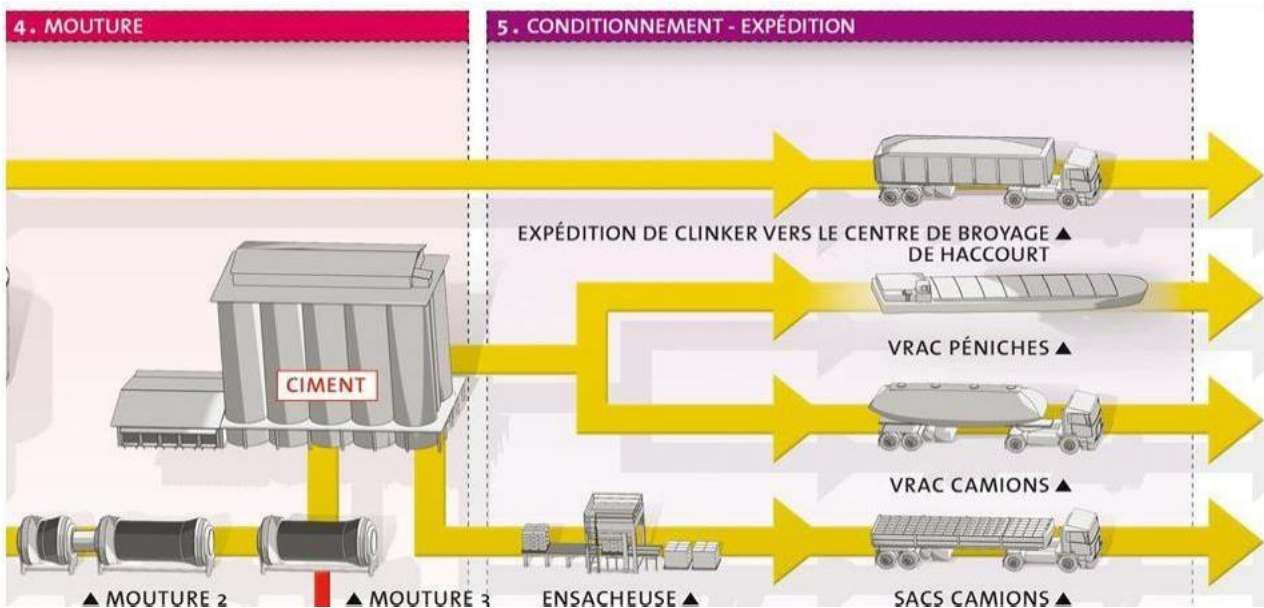 4. MOUTURE
5. CONDITIONNEMENT - EXPÉDITION
EXPÉDITION DE CLINKER VERS LE CENTRE DE BROYAGE ▲
DE HACCOURT
VRAC PÉNICHES ▲
CIMENT
VRAC CAMIONS ▲
▲ MOUTURE 2
▲ MOUTURE 3
ENSACHEUSE ▲
SACS CAMIONS ▲